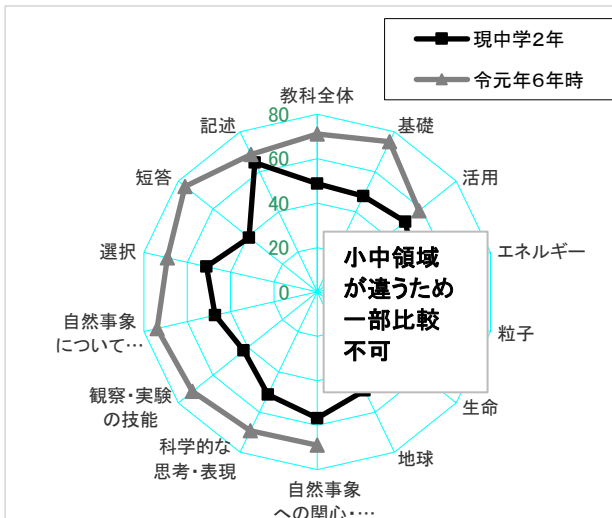 現中学2年
令元年6年時
教科全体
基礎
活用
エネルギー
粒子
生命
地球
自然事象
への関心・…
科学的な
思考・表現
観察・実験
の技能
自然事象
について…
選択
短答
記述
80
60
40
20
0
小中領域
が違うため
一部比較
不可